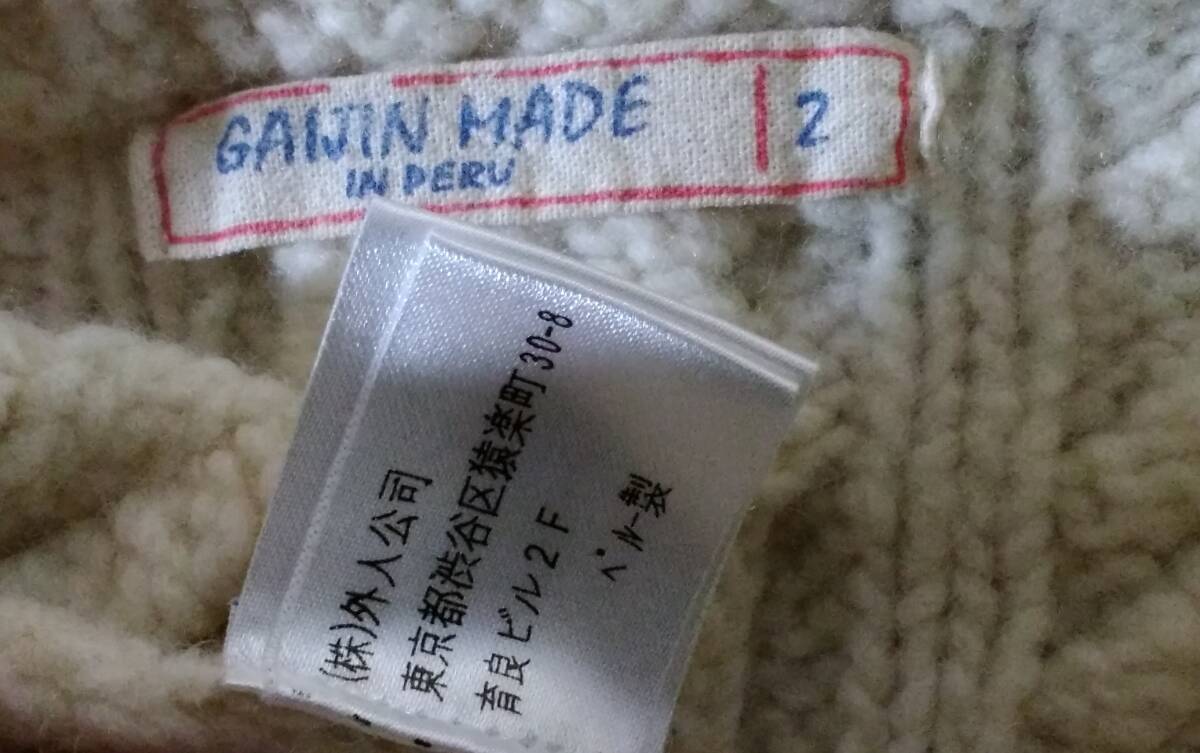 GAIJIN MADE
IN PERU
2
(株)外人公司
東京都渋谷区猿楽町30-8
育良ビル2F
ペルー製